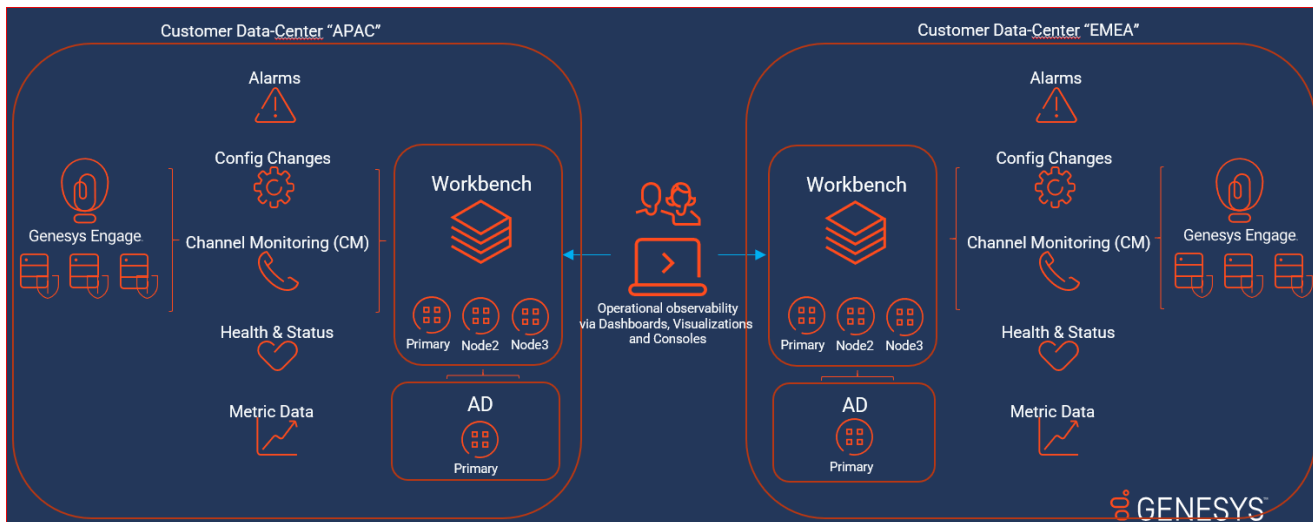 Customer Data-Center “APAC”
Alarms
Config Changes
Genesys Engage.
Channel Monitoring (CM)
Health & Status
Metric Data
Workbench
Primary
Node2
Node3
AD
Primary
Operational observability
via Dashboards, Visualizations
and Consoles
Customer Data-Center “EMEA”
Alarms
Workbench
Config Changes
Channel Monitoring (CM)
Genesys Engage.
Primary
Node2
Node3
Health & Status
AD
Primary
Metric Data
GENESYS™